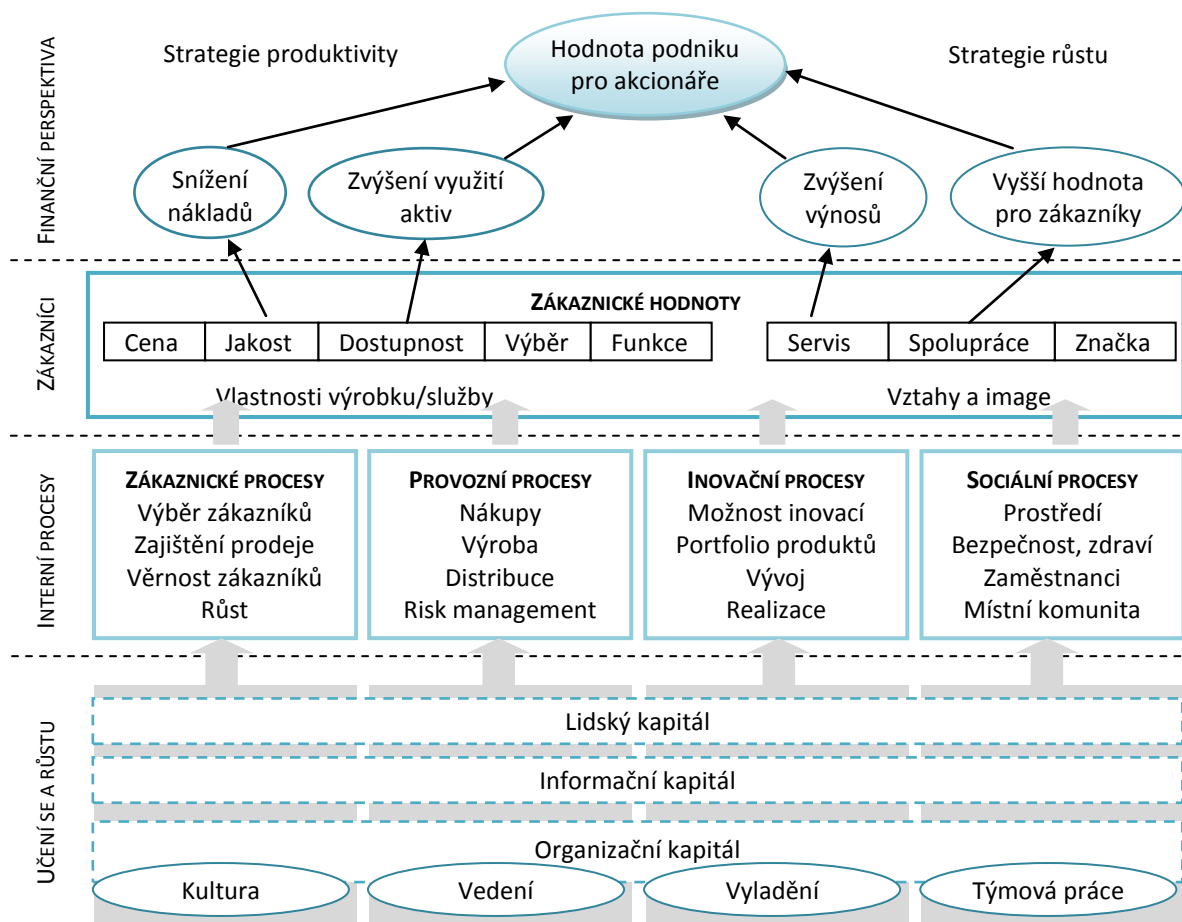 FINANČNÍ PERSPEKTIVA
Strategie produktivity
Hodnota podniku
pro akcionáře
Strategie růstu
Snížení
nákladů
Zvýšení využití
aktiv
Zvýšení
výnosů
Vyšší hodnota
pro zákazníky
ZÁKAZNÍCI
ZÁKAZNICKÉ HODNOTY
Cena
Jakost
Dostupnost
Výběr
Funkce
Servis
Spolupráce
Značka
Vlastnosti výrobku/služby
Vztahy a image
INTERNÍ PROCESY
ZÁKAZNICKÉ PROCESY
Výběr zákazníků
Zajištění prodeje
Věrnost zákazníků
Růst
PROVOZNÍ PROCESY
Nákupy
Výroba
Distribuce
Risk management
INOVAČNÍ PROCESY
Možnost inovací
Portfolio produktů
Vývoj
Realizace
SOCIÁLNÍ PROCESY
Prostředí
Bezpečnost, zdraví
Zaměstnanci
Místní komunita
UČENÍ SE A RŮSTU
Lidský kapitál
Informační kapitál
Organizační kapitál
Kultura
Vedení
Vyladění
Týmová práce